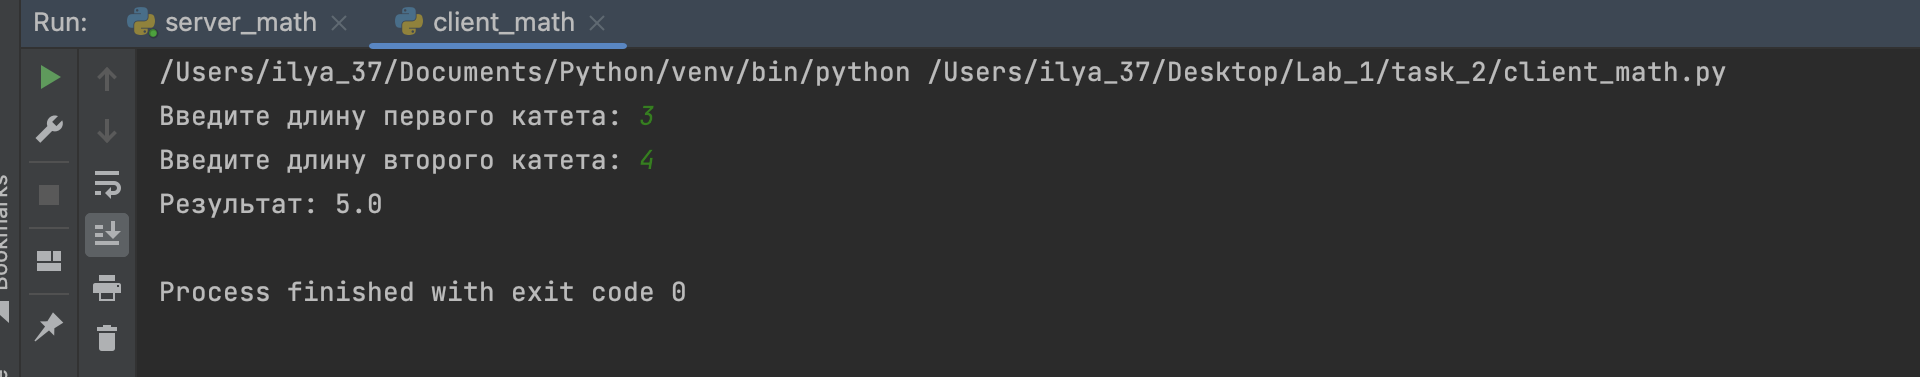 Run: server_math client_math
/Users/ilya_37/Documents/Python/venv/bin/python /Users/ilya_37/Desktop/Lab_1/task_2/client_math.py
Введите длину первого катета: 3
Введите длину второго катета: 4
Результат: 5.0
Process finished with exit code 0
Bookmarks